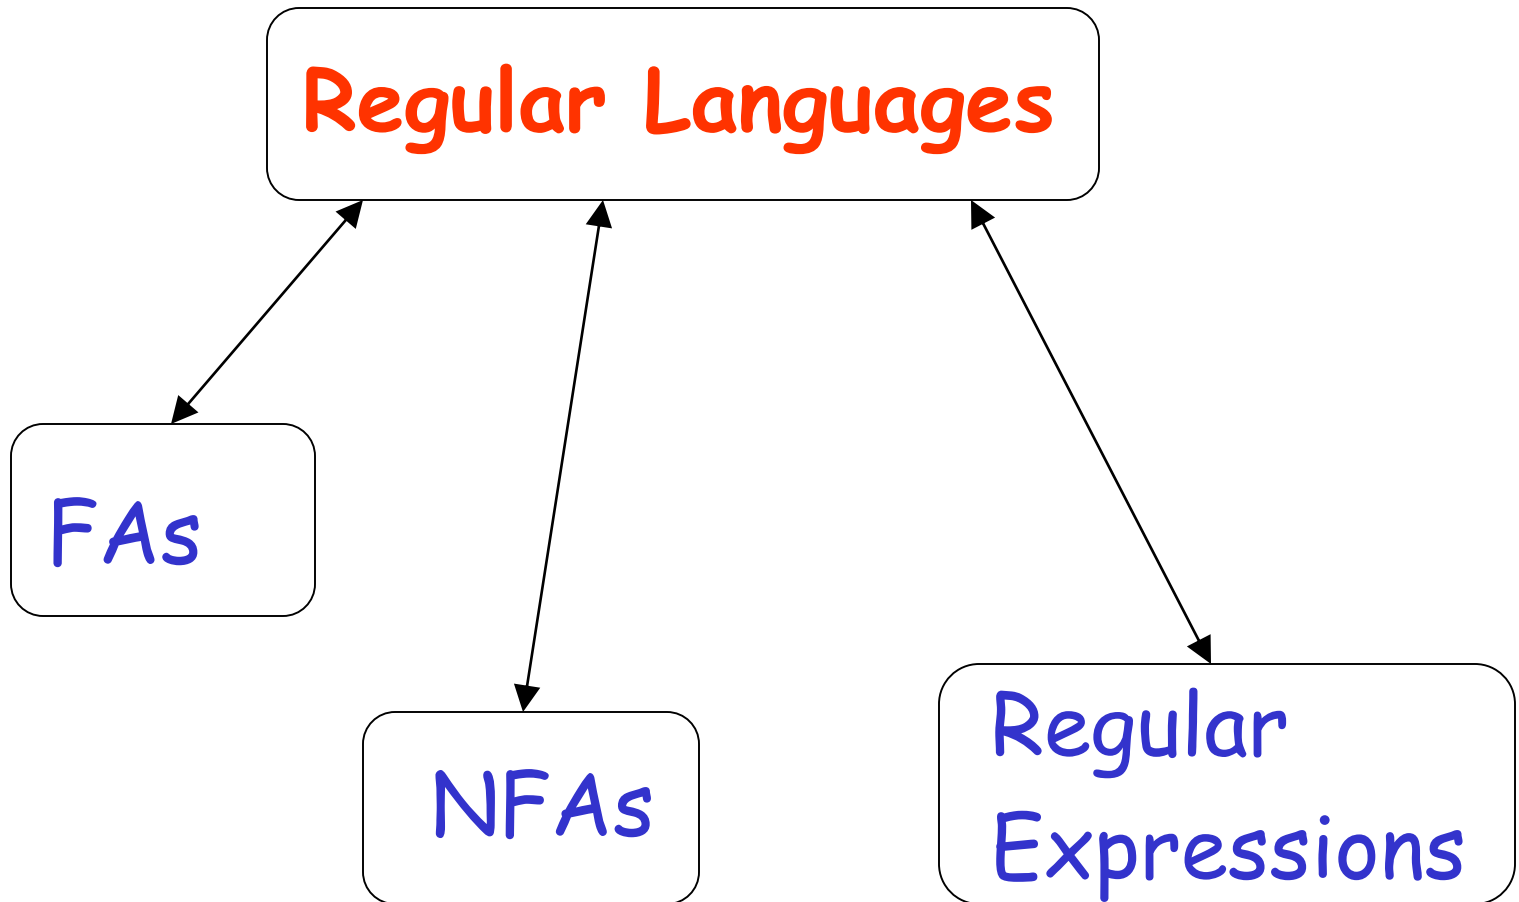 Regular Languages
FAs
NFAs
Regular
Expressions